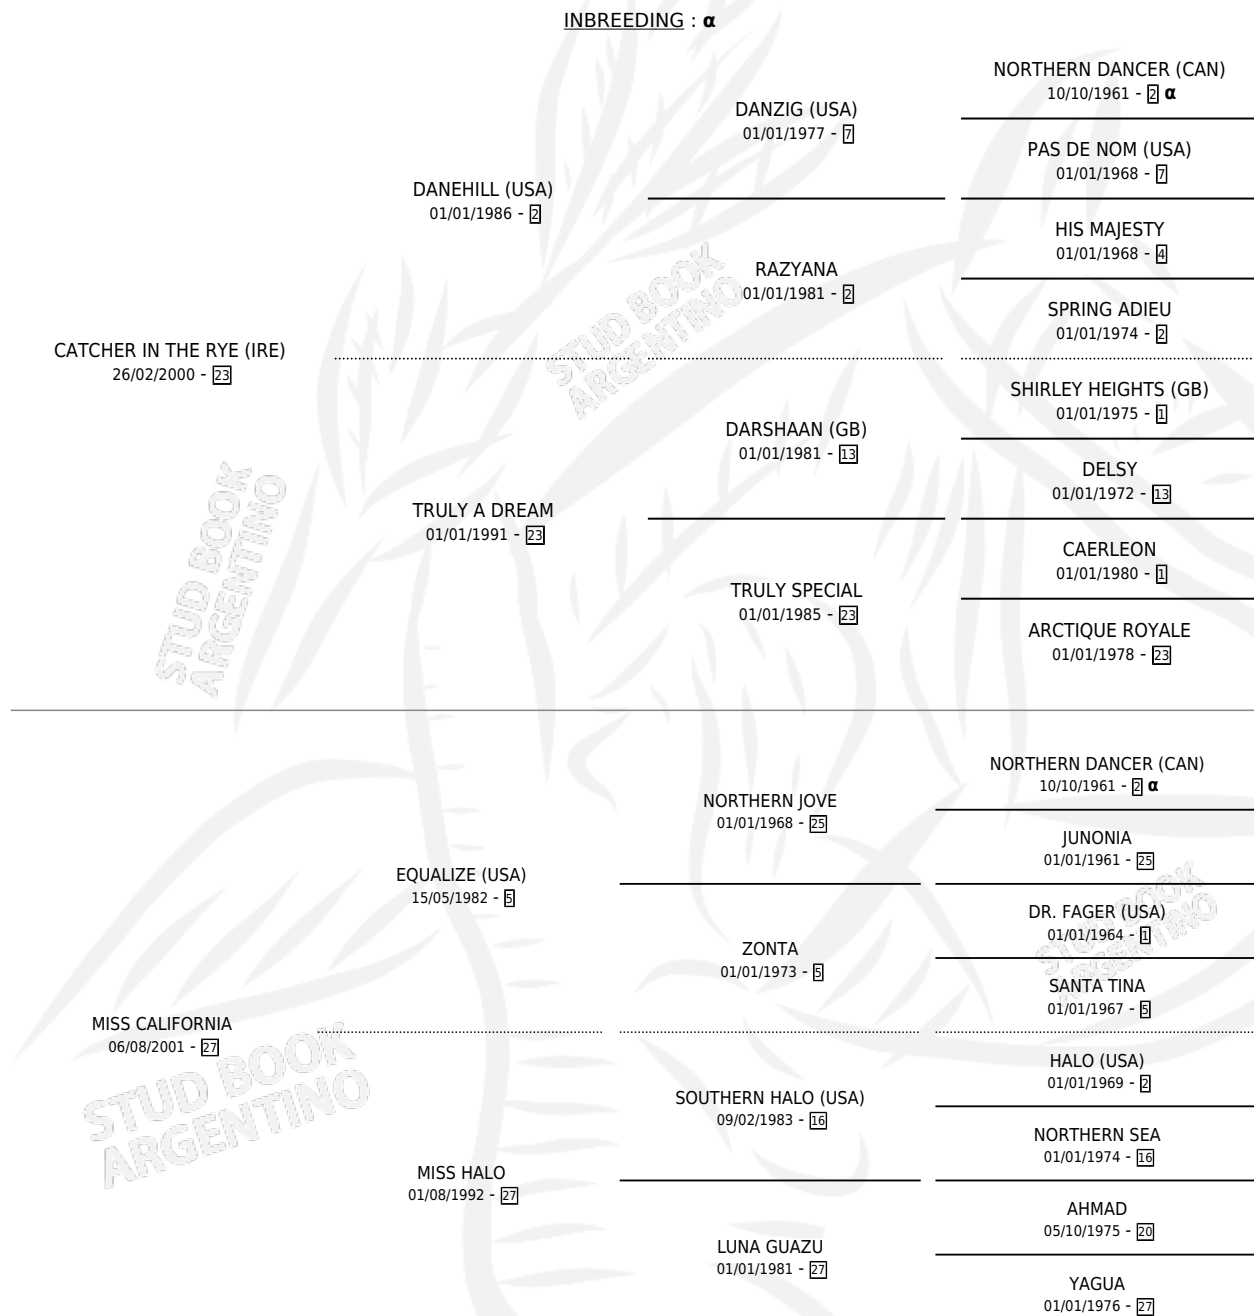 INBREEDING : α
NORTHERN DANCER (CAN)
10/10/1961 - 2 α
DANZIG (USA)
01/01/1977 - 7
PAS DE NOM (USA)
01/01/1968 - 7
DANEHILL (USA)
01/01/1986 - 2
HIS MAJESTY
01/01/1968 - 4
RAZYANA
01/01/1981 - 2
SPRING ADIEU
01/01/1974 - 2
CATCHER IN THE RYE (IRE)
26/02/2000 - 23
SHIRLEY HEIGHTS (GB)
01/01/1975 - 1
DARSHAAN (GB)
01/01/1981 - 13
DELSY
01/01/1972 - 13
TRULY A DREAM
01/01/1991 - 23
CAERLEON
01/01/1980 - 1
TRULY SPECIAL
01/01/1985 - 23
ARCTIQUE ROYALE
01/01/1978 - 23
NORTHERN DANCER (CAN)
10/10/1961 - 2 α
NORTHERN JOVE
01/01/1968 - 25
JUNONIA
01/01/1961 - 25
EQUALIZE (USA)
15/05/1982 - 5
DR. FAGER (USA)
01/01/1964 - 1
ZONTA
01/01/1973 - 5
SANTA TINA
01/01/1967 - 5
MISS CALIFORNIA
06/08/2001 - 27
HALO (USA)
01/01/1969 - 2
SOUTHERN HALO (USA)
09/02/1983 - 16
NORTHERN SEA
01/01/1974 - 16
MISS HALO
01/08/1992 - 27
AHMAD
05/10/1975 - 20
LUNA GUAZU
01/01/1981 - 27
YAGUA
01/01/1976 - 27
STUD BOOK
ARGENTINO
STUD BOOK
ARGENTINO
STUD BOOK
ARGENTINO
STUD BOOK
ARGENTINO